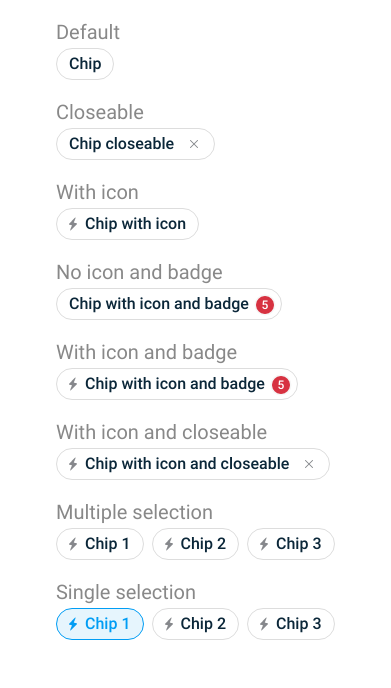 Default
Chip
Closeable
Chip closeable
With icon
Chip with icon
No icon and badge
Chip with icon and badge 5
With icon and badge
Chip with icon and badge 5
With icon and closeable
Chip with icon and closeable
Multiple selection
Chip 1 Chip 2 Chip 3
Single selection
Chip 1 Chip 2 Chip 3